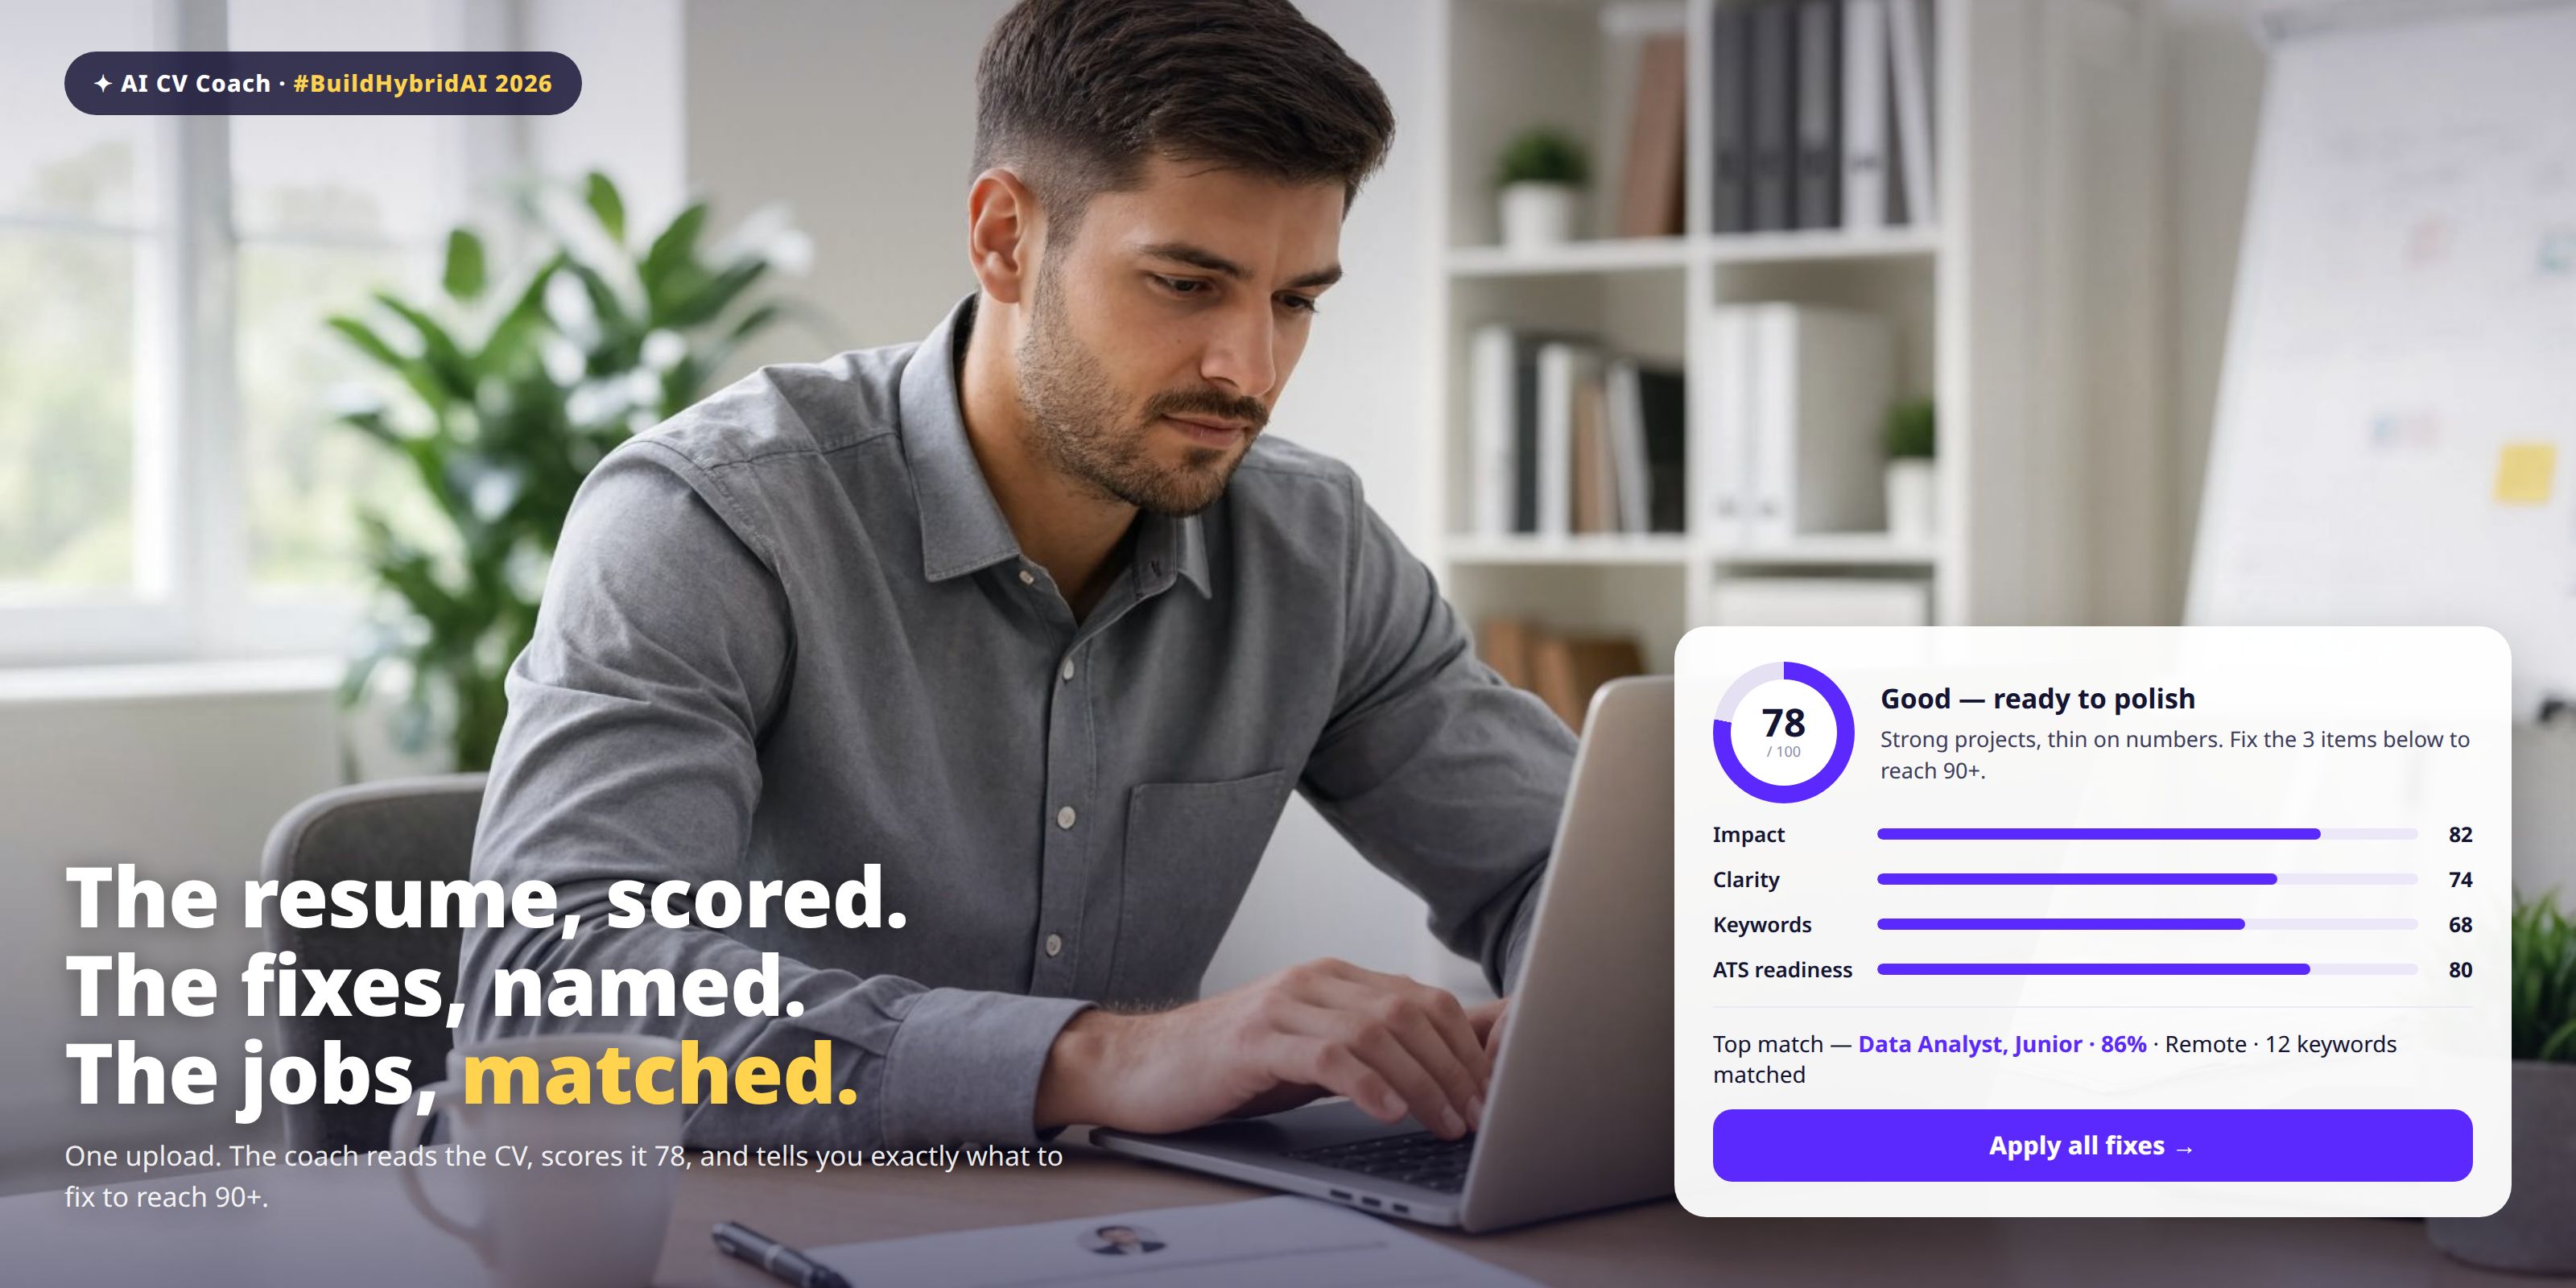 ✦ AI CV Coach · #BuildHybridAI 2026
The resume, scored.
The fixes, named.
The jobs, matched.
One upload. The coach reads the CV, scores it 78, and tells you exactly what to
fix to reach 90+.
78
/ 100
Good — ready to polish
Strong projects, thin on numbers. Fix the 3 items below to
reach 90+.
Impact 82
Clarity 74
Keywords 68
ATS readiness 80
Top match — Data Analyst, Junior · 86% · Remote · 12 keywords
matched
Apply all fixes →